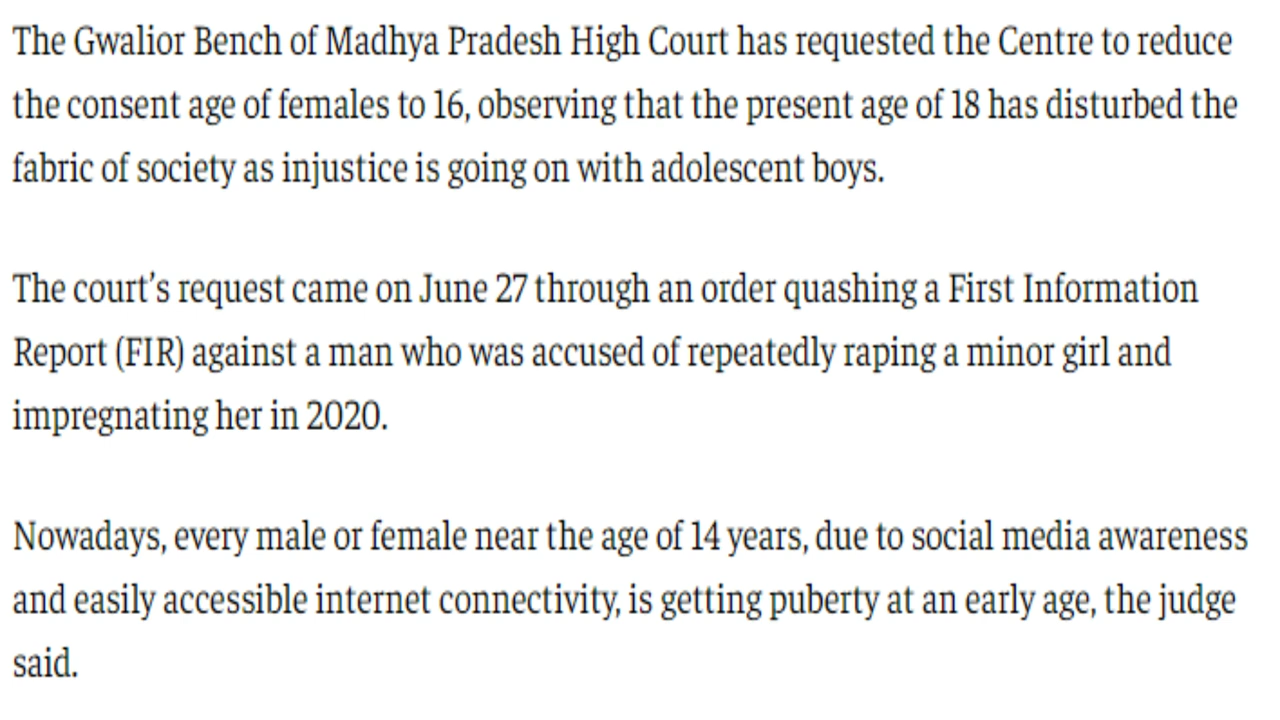 The Gwalior Bench of Madhya Pradesh High Court has requested the Centre to reduce
the consent age of females to 16, observing that the present age of 18 has disturbed the
fabric of society as injustice is going on with adolescent boys.
The court’s request came on June 27 through an order quashing a First Information
Report (FIR) against a man who was accused of repeatedly raping a minor girl and
impregnating her in 2020.
Nowadays, every male or female near the age of 14 years, due to social media awareness
and easily accessible internet connectivity, is getting puberty at an early age, the judge
said.